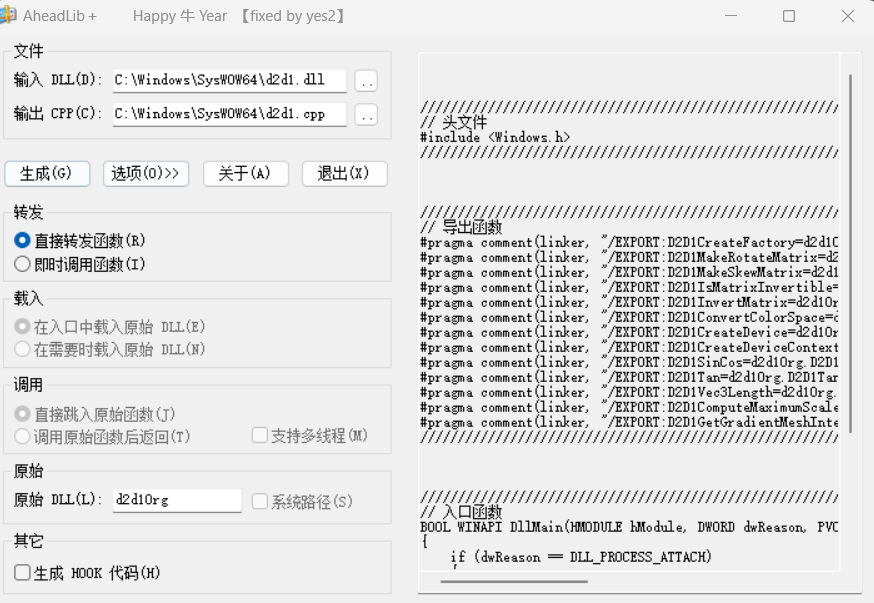 AheadLib + Happy 牛 Year 【fixed by yes2】
文件
输入 DLL(D): C:\Windows\SysWOW64\d2d1.dll ..
输出 CPP(C): C:\Windows\SysWOW64\d2d1.cpp ..
生成(G) 选项(O)>> 关于(A) 退出(X)
转发
直接转发函数(R)
即时调用函数(I)
载入
在入口中载入原始 DLL(E)
在需要时载入原始 DLL(N)
调用
直接跳入原始函数(J)
调用原始函数后返回(T) 支持多线程(M)
原始
原始 DLL(L): d2d1Org 系统路径(S)
其它
生成 HOOK 代码(H)
////////////////////////////////////////////////////////
// 头文件
#include <Windows.h>
////////////////////////////////////////////////////////
////////////////////////////////////////////////////////
// 导出函数
#pragma comment(linker, "/EXPORT:D2D1CreateFactory=d2d1O
#pragma comment(linker, "/EXPORT:D2D1MakeRotateMatrix=d2
#pragma comment(linker, "/EXPORT:D2D1MakeSkewMatrix=d2d1
#pragma comment(linker, "/EXPORT:D2D1IsMatrixInvertible=
#pragma comment(linker, "/EXPORT:D2D1InvertMatrix=d2d1Or
#pragma comment(linker, "/EXPORT:D2D1ConvertColorSpace=d
#pragma comment(linker, "/EXPORT:D2D1CreateDevice=d2d1Or
#pragma comment(linker, "/EXPORT:D2D1CreateDeviceContext
#pragma comment(linker, "/EXPORT:D2D1SinCos=d2d1Org.D2D1
#pragma comment(linker, "/EXPORT:D2D1Tan=d2d1Org.D2D1Tan
#pragma comment(linker, "/EXPORT:D2D1Vec3Length=d2d1Org.
#pragma comment(linker, "/EXPORT:D2D1ComputeMaximumScale
#pragma comment(linker, "/EXPORT:D2D1GetGradientMeshInte
////////////////////////////////////////////////////////
////////////////////////////////////////////////////////
// 入口函数
BOOL WINAPI DllMain(HMODULE hModule, DWORD dwReason, PVO
{
if (dwReason == DLL_PROCESS_ATTACH)